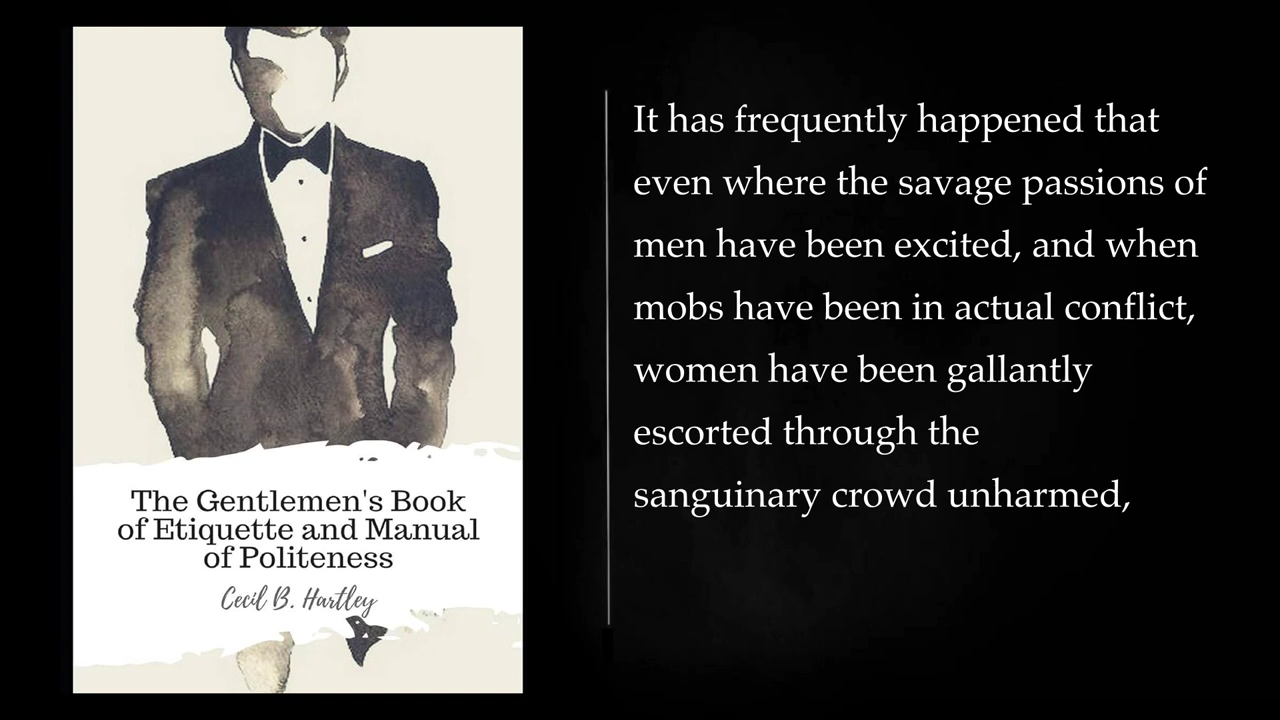 The Gentlemen's Book
of Etiquette and Manual
of Politeness
Cecil B. Hartley
It has frequently happened that
even where the savage passions of
men have been excited, and when
mobs have been in actual conflict,
women have been gallantly
escorted through the
sanguinary crowd unharmed,